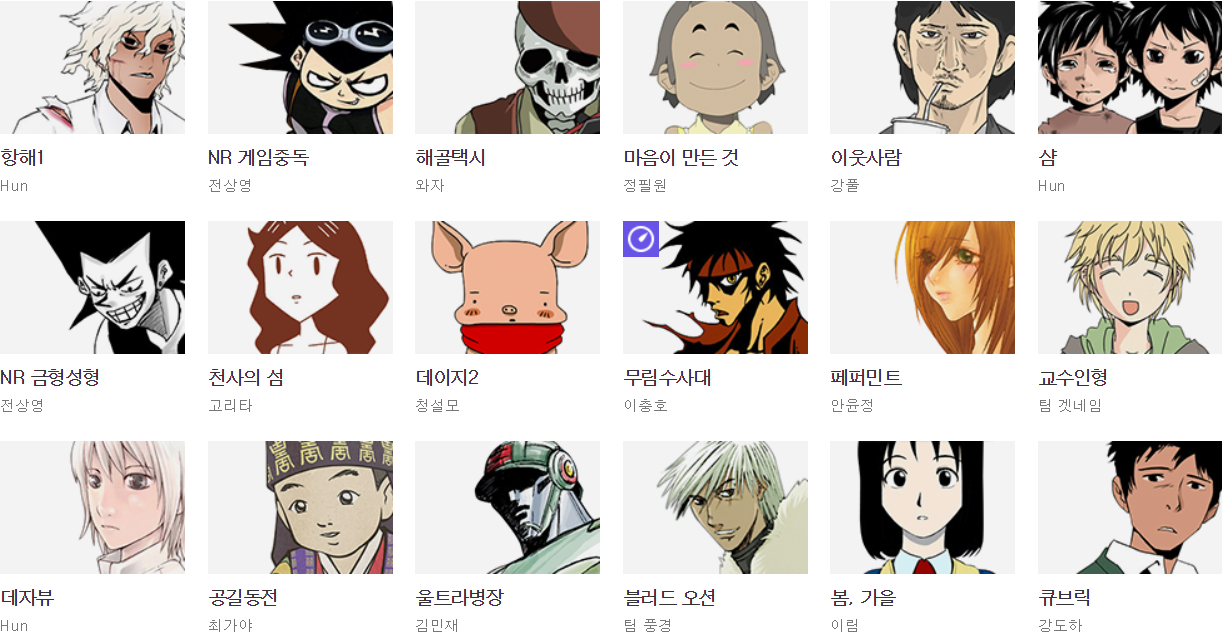 항해1
Hun
NR 게임중독
전상영
해골택시
와자
마음이 만든 것
정필원
이웃사람
강풀
샴
Hun
NR 금형성형
전상영
천사의 섬
고리타
데이지2
청설모
무림수사대
이충호
페퍼민트
안윤정
교수인형
팀 겟네임
데자뷰
Hun
공길동전
최가야
울트라병장
김민재
블러드 오션
팀 풍경
봄, 가을
이림
큐브릭
강도하